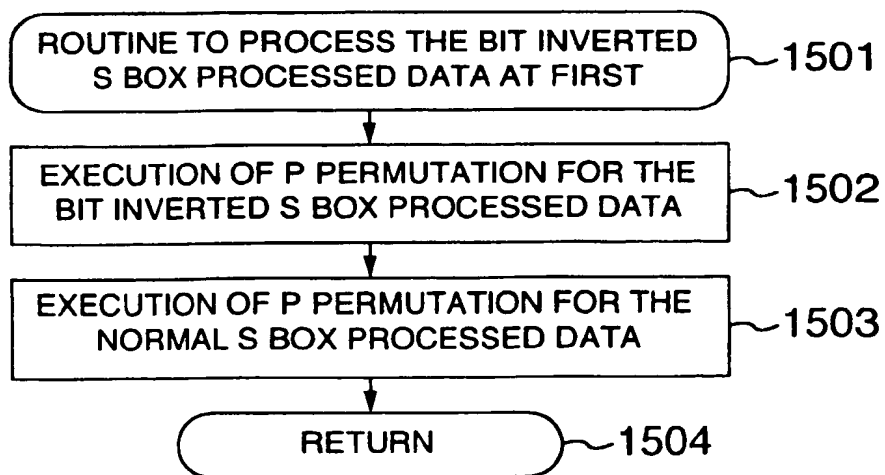 ROUTINE TO PROCESS THE BIT INVERTED
S BOX PROCESSED DATA AT FIRST
1501
EXECUTION OF P PERMUTATION FOR THE
BIT INVERTED S BOX PROCESSED DATA
1502
EXECUTION OF P PERMUTATION FOR THE
NORMAL S BOX PROCESSED DATA
1503
RETURN
1504